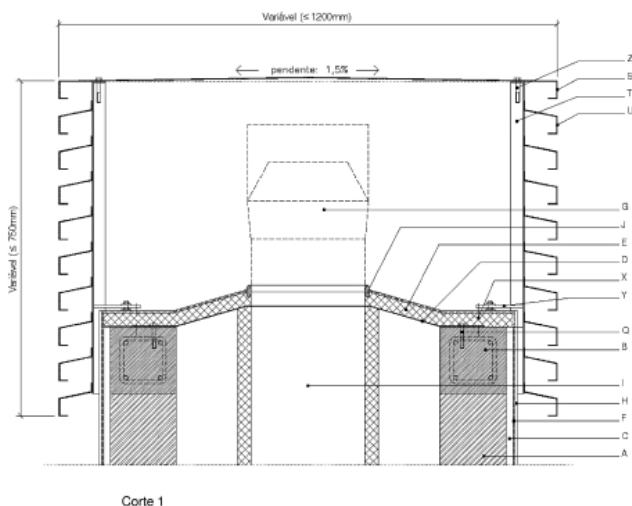 Variável (≤ 1200mm)
pendente: 1,5%
Variável (≤ 750mm)
Z
S
T
U
G
J
E
D
X
Y
Q
B
I
H
F
C
A
Corte 1